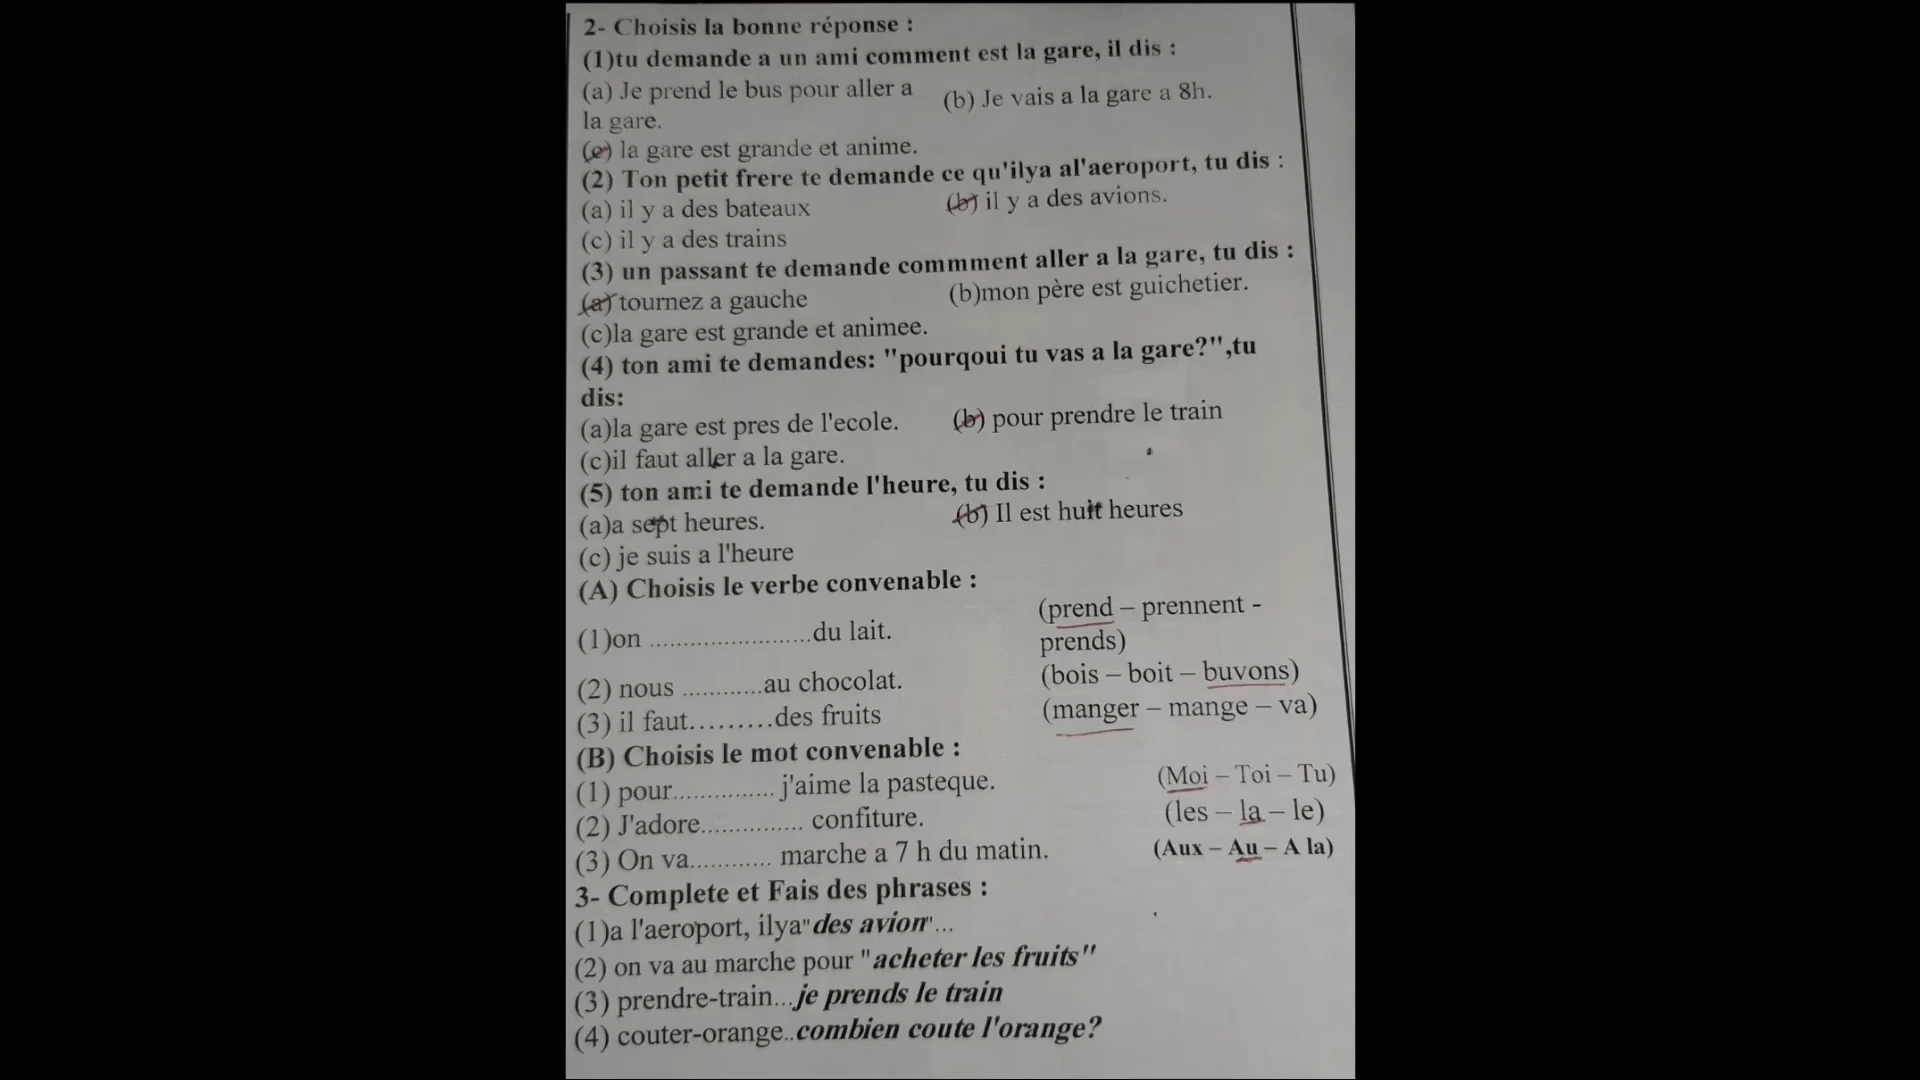 2- Choisis la bonne réponse :
(1)tu demande a un ami comment est la gare, il dis :
(a) Je prend le bus pour aller a la gare. (b) Je vais a la gare a 8h.
(c) la gare est grande et anime.
(2) Ton petit frere te demande ce qu'ilya al'aeroport, tu dis :
(a) il y a des bateaux (b) il y a des avions.
(c) il y a des trains
(3) un passant te demande commment aller a la gare, tu dis :
(a) tournez a gauche (b)mon père est guichetier.
(c)la gare est grande et animee.
(4) ton ami te demandes: "pourqoui tu vas a la gare?",tu
dis:
(a)la gare est pres de l'ecole. (b) pour prendre le train
(c)il faut aller a la gare.
(5) ton ami te demande l'heure, tu dis :
(a)a sept heures. (b) Il est huit heures
(c) je suis a l'heure
(A) Choisis le verbe convenable :
(1)on .......................du lait. (prend – prennent - prends)
(2) nous ............au chocolat. (bois – boit – buvons)
(3) il faut.........des fruits (manger – mange – va)
(B) Choisis le mot convenable :
(1) pour............... j'aime la pasteque. (Moi – Toi – Tu)
(2) J'adore............... confiture. (les – la – le)
(3) On va............ marche a 7 h du matin. (Aux – Au – A la)
3- Complete et Fais des phrases :
(1)a l'aeroport, ilya"des avion"...
(2) on va au marche pour "acheter les fruits"
(3) prendre-train...je prends le train
(4) couter-orange..combien coute l'orange?